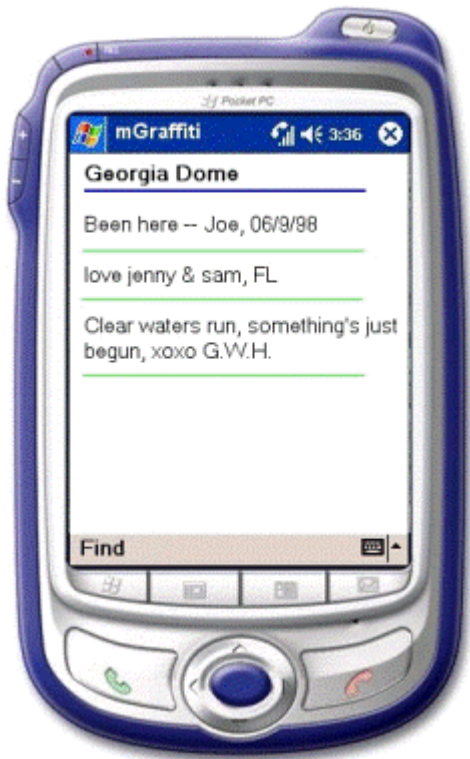 Pocket PC
mGraffiti 3:36
Georgia Dome
Been here -- Joe, 06/9/98
love jenny & sam, FL
Clear waters run, something's just
begun, xoxo G.W.H.
Find